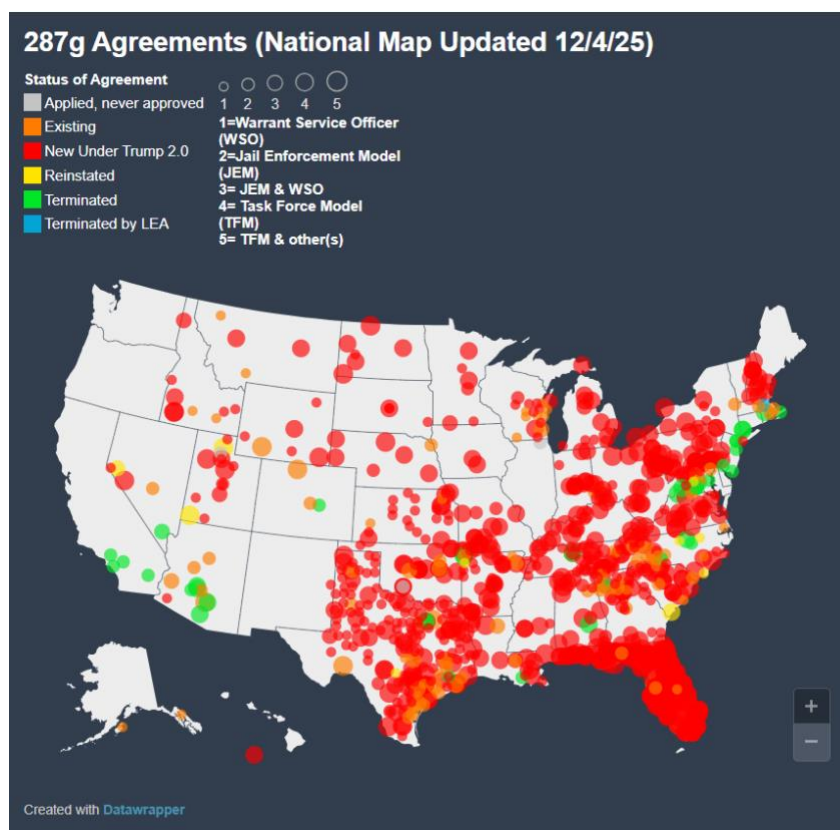 287g Agreements (National Map Updated 12/4/25)
Status of Agreement
Applied, never approved
Existing
New Under Trump 2.0
Reinstated
Terminated
Terminated by LEA
1 2 3 4 5
1=Warrant Service Officer
(WSO)
2=Jail Enforcement Model
(JEM)
3= JEM & WSO
4= Task Force Model
(TFM)
5= TFM & other(s)
+
−
Created with Datawrapper